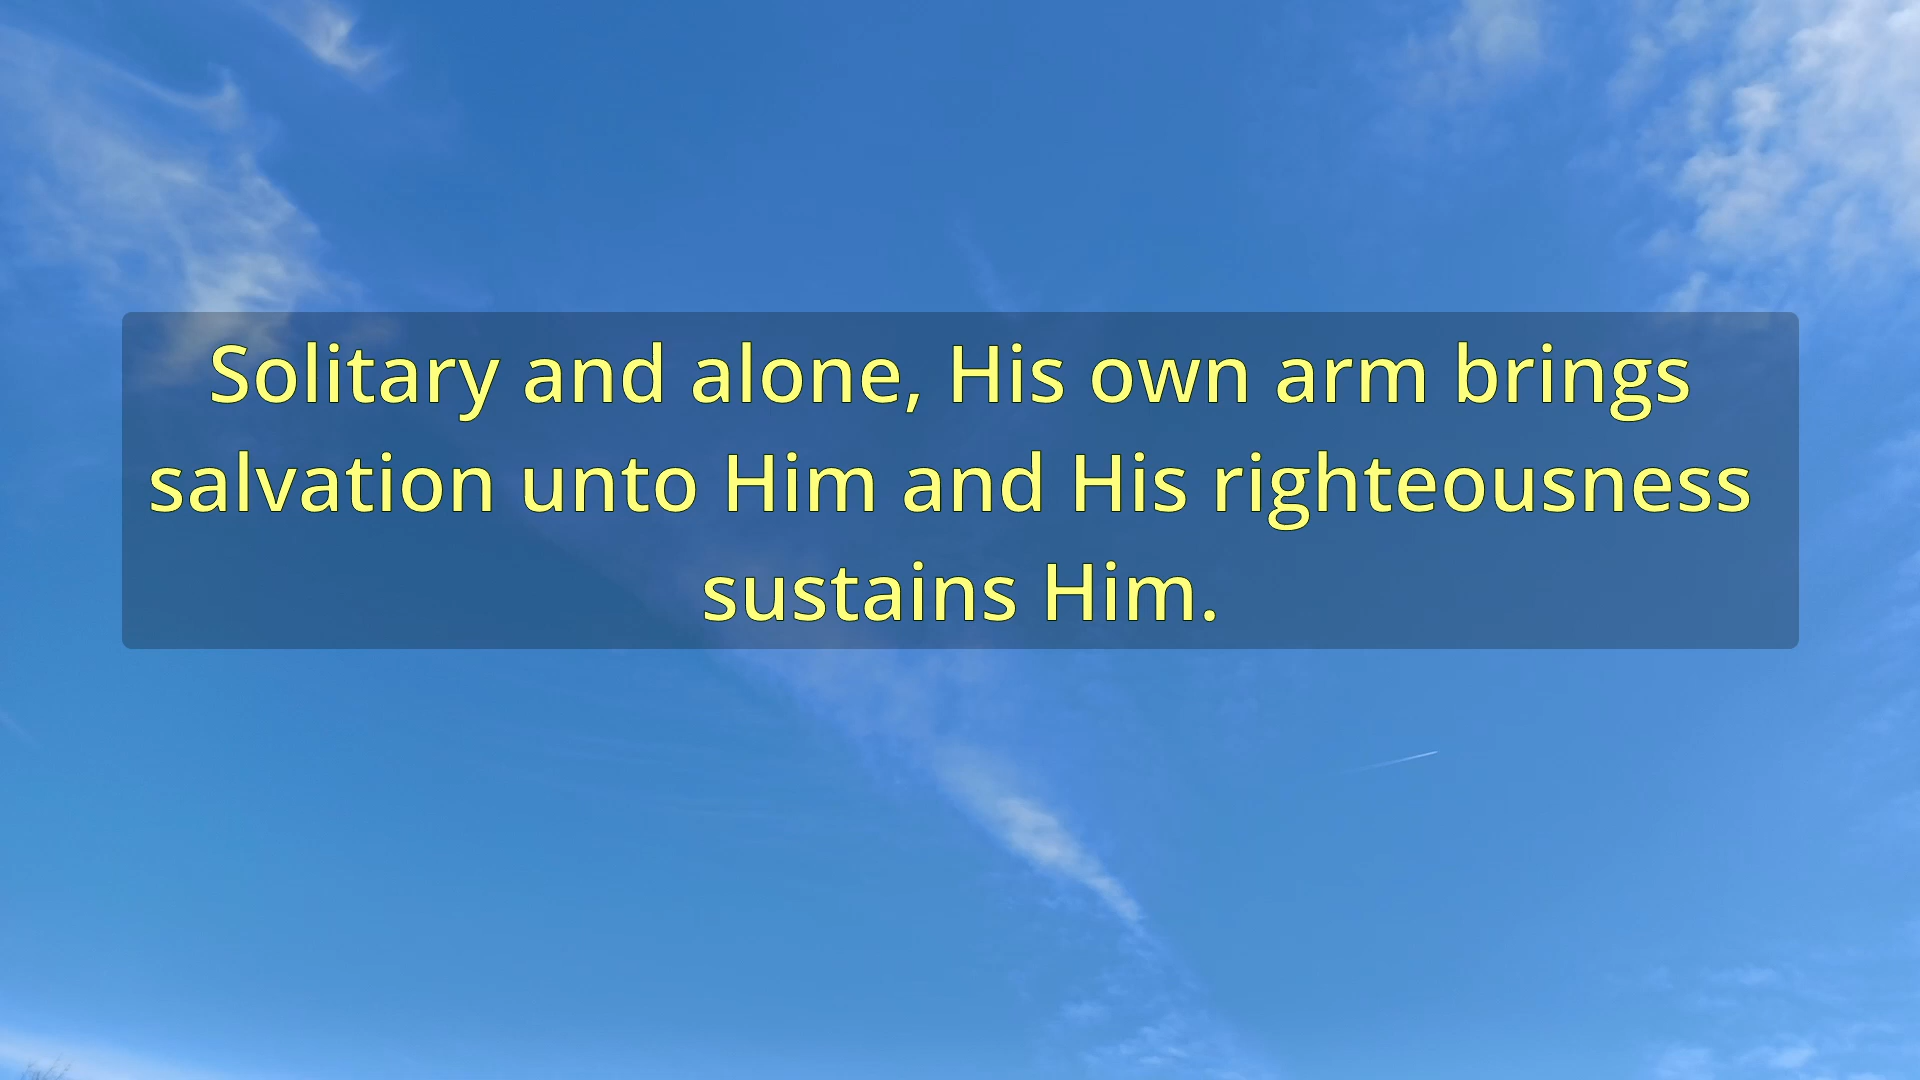 Solitary and alone, His own arm brings
salvation unto Him and His righteousness
sustains Him.